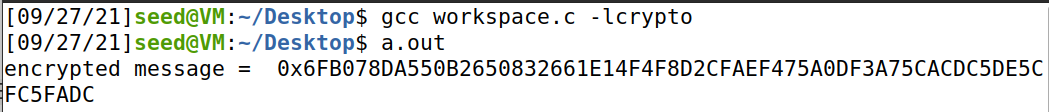 [09/27/21]seed@VM:~/Desktop$ gcc workspace.c -lcrypto
[09/27/21]seed@VM:~/Desktop$ a.out
encrypted message =  0x6FB078DA550B2650832661E14F4F8D2CFAEF475A0DF3A75CACDC5DE5C
FC5FADC